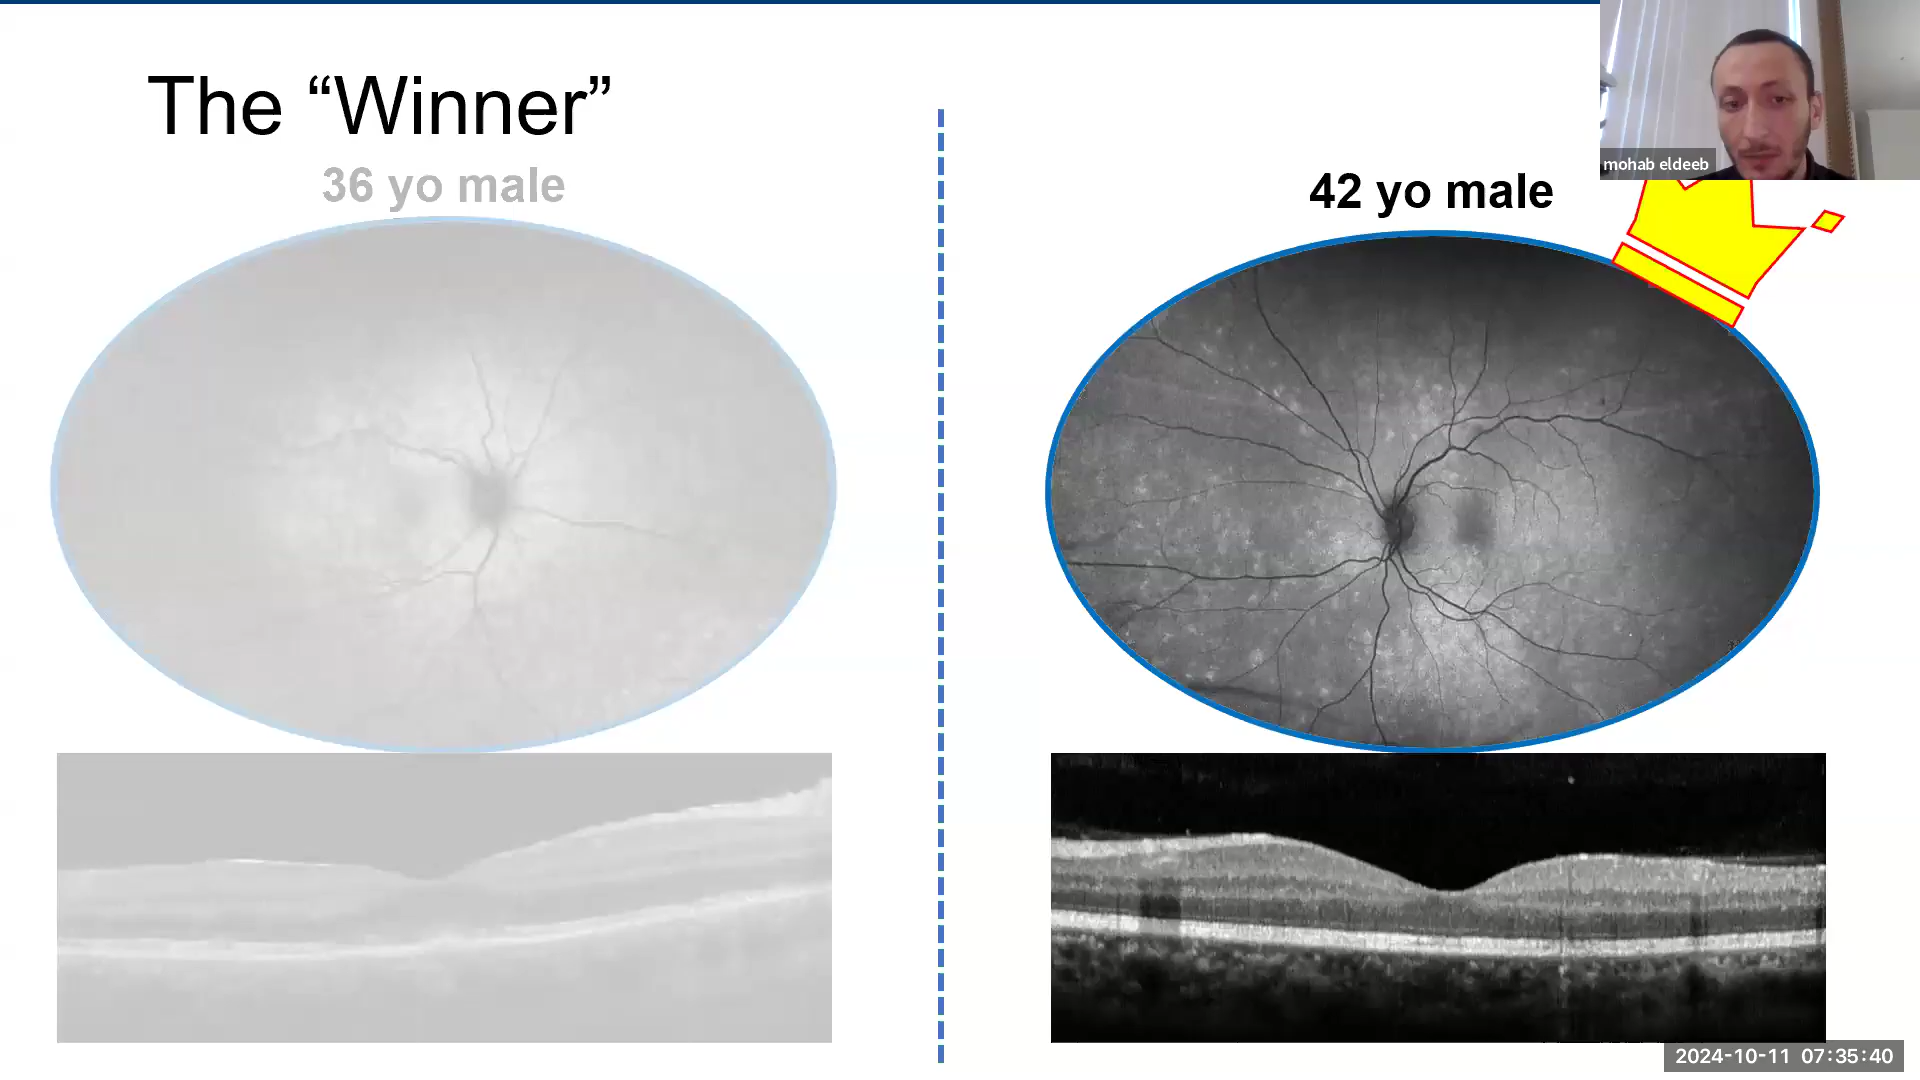 The “Winner”
36 yo male
42 yo male
mohab eldeeb
2024-10-11 07:35:40